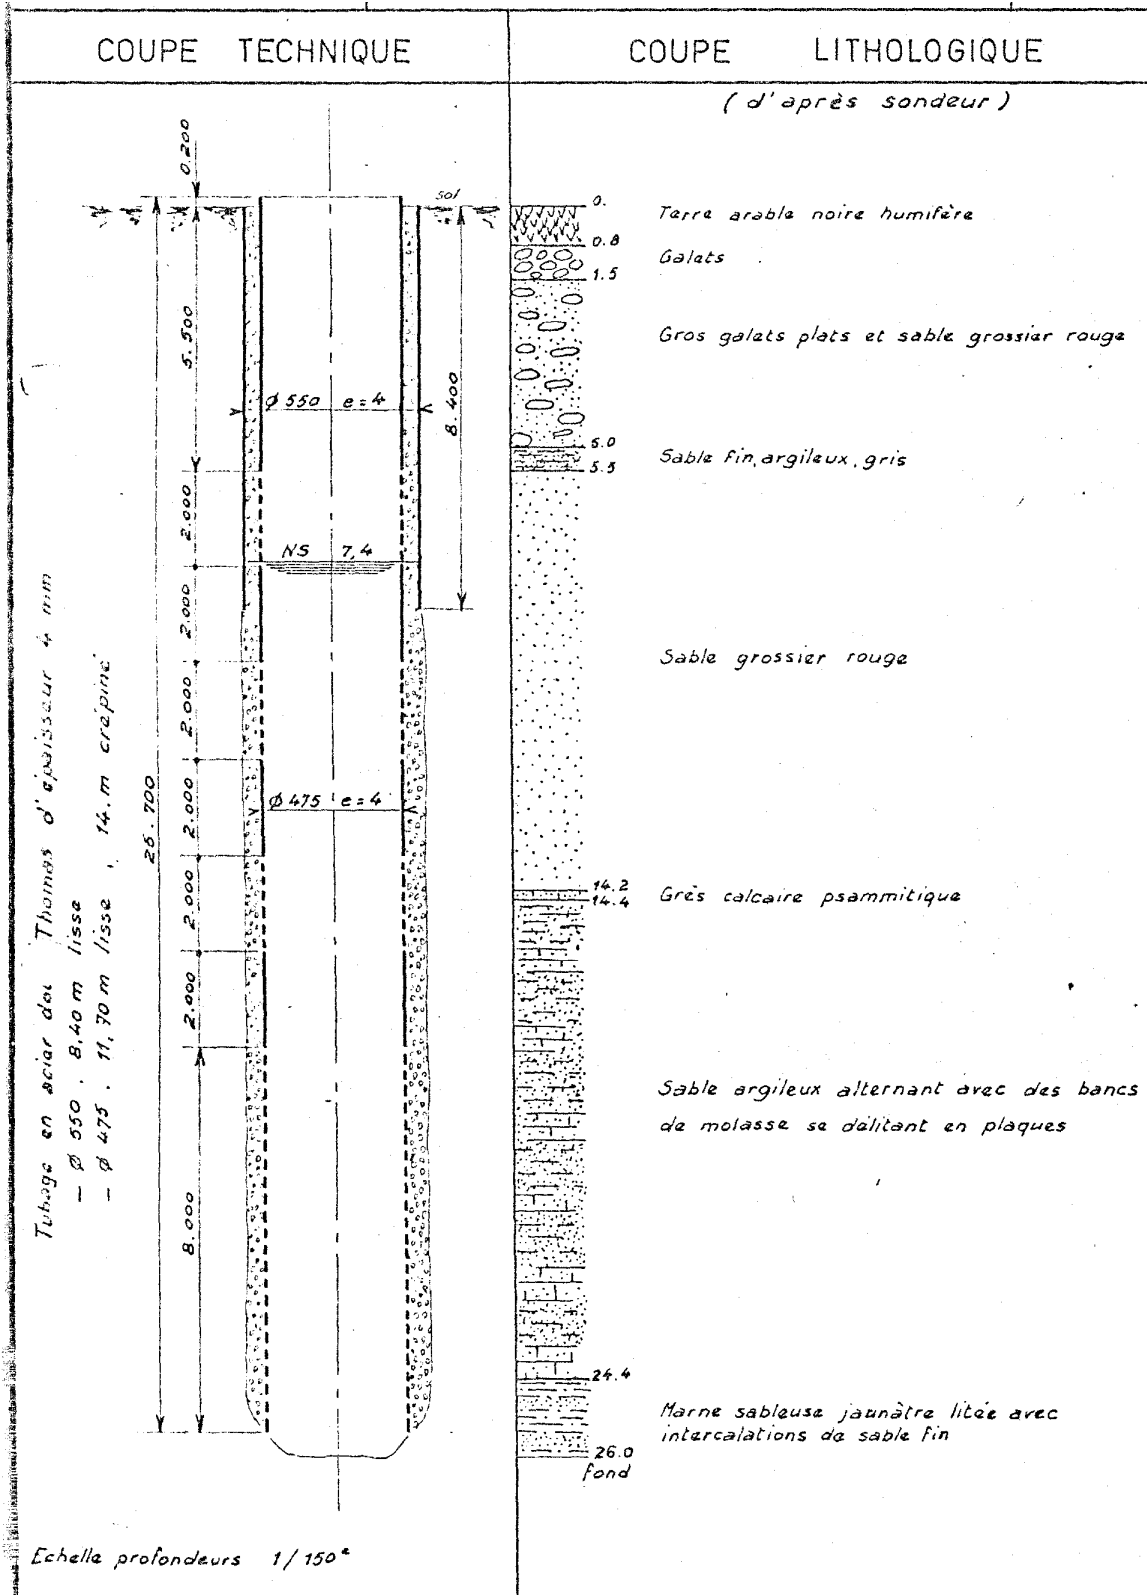 COUPE TECHNIQUE
COUPE LITHOLOGIQUE
(d'après sondeur)
0.200
sol
0.
Terre arable noire humifère
0.8
Galets
1.5
5.500
Gros galets plats et sable grossier rouge
8.400
Ø 550 e=4
5.0
Sable fin, argileux, gris
5.5
2.000
NS 7,4
2.000
Sable grossier rouge
2.000
25.700
2.000
Ø 475 e=4
2.000
14.2
14.4
Grès calcaire psammitique
2.000
Sable argileux alternant avec des bancs
de molasse se délitant en plaques
8.000
24.4
Marne sableuse jaunâtre litée avec
intercalations de sable fin
26.0
fond
Tubage en acier doux Thomas d'épaisseur 4 mm
- Ø 550 . 8,40 m lisse
- Ø 475 . 11,70 m lisse , 14.m crépiné
Echelle profondeurs 1/150e